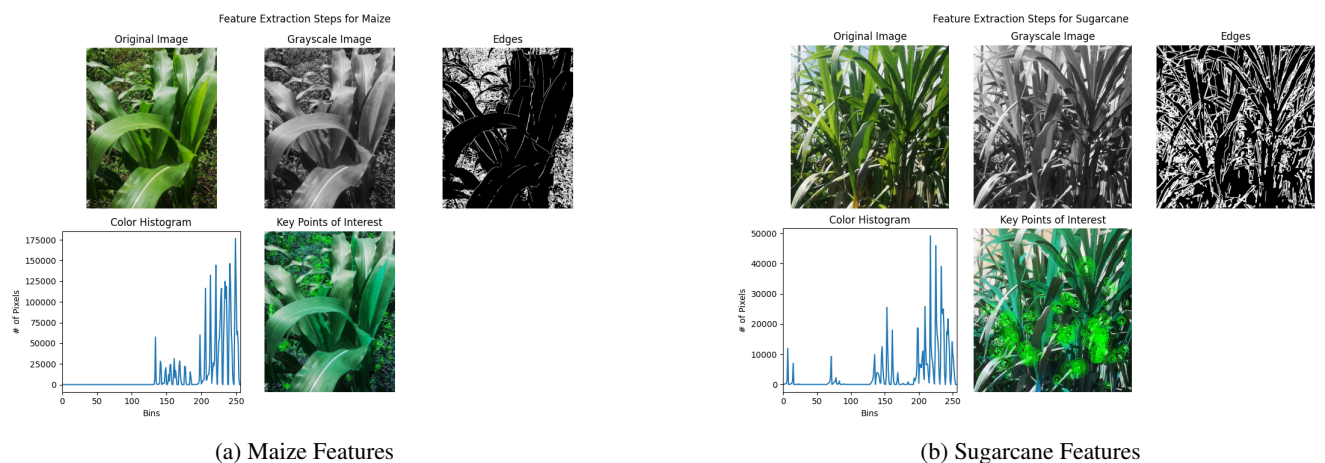 Feature Extraction Steps for Maize
Original Image
Grayscale Image
Edges
Color Histogram
Key Points of Interest
175000
150000
125000
100000
75000
50000
25000
0
# of Pixels
0 50 100 150 200 250
Bins
(a) Maize Features
Feature Extraction Steps for Sugarcane
Original Image
Grayscale Image
Edges
Color Histogram
Key Points of Interest
50000
40000
30000
20000
10000
0
# of Pixels
0 50 100 150 200 250
Bins
(b) Sugarcane Features